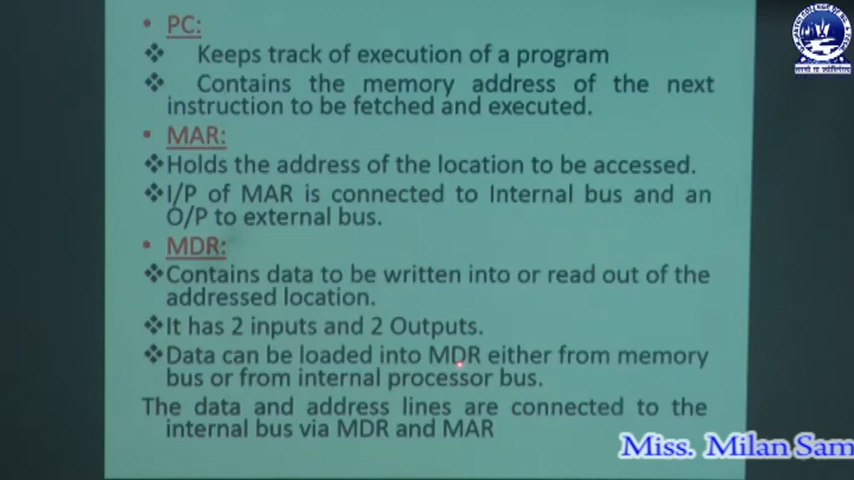 • PC:
❖ Keeps track of execution of a program
❖ Contains the memory address of the next
instruction to be fetched and executed.
• MAR:
❖Holds the address of the location to be accessed.
❖I/P of MAR is connected to Internal bus and an
O/P to external bus.
• MDR:
❖Contains data to be written into or read out of the
addressed location.
❖It has 2 inputs and 2 Outputs.
❖Data can be loaded into MDR either from memory
bus or from internal processor bus.
The data and address lines are connected to the
internal bus via MDR and MAR
Miss. Milan Sam